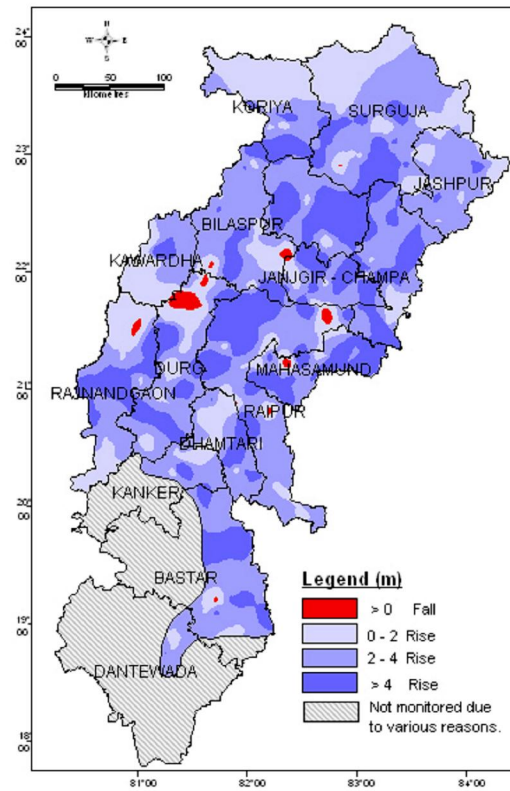 24°
00'
N
W E
S
0 50 100
kilometres
KORIYA
SURGUJA
23°
00'
JASHPUR
BILASPUR
KAWARDHA
22°
00'
JANJGIR - CHAMPA
DURG
MAHASAMUND
21°
00'
RAJNANDGAON
RAIPUR
DHAMTARI
KANKER
20°
00'
BASTAR
Legend (m)
> 0 Fall
0 - 2 Rise
2 - 4 Rise
> 4 Rise
Not monitored due
to various reasons.
19°
00'
DANTEWADA
18°
00'
81°00' 82°00' 83°00' 84°00'